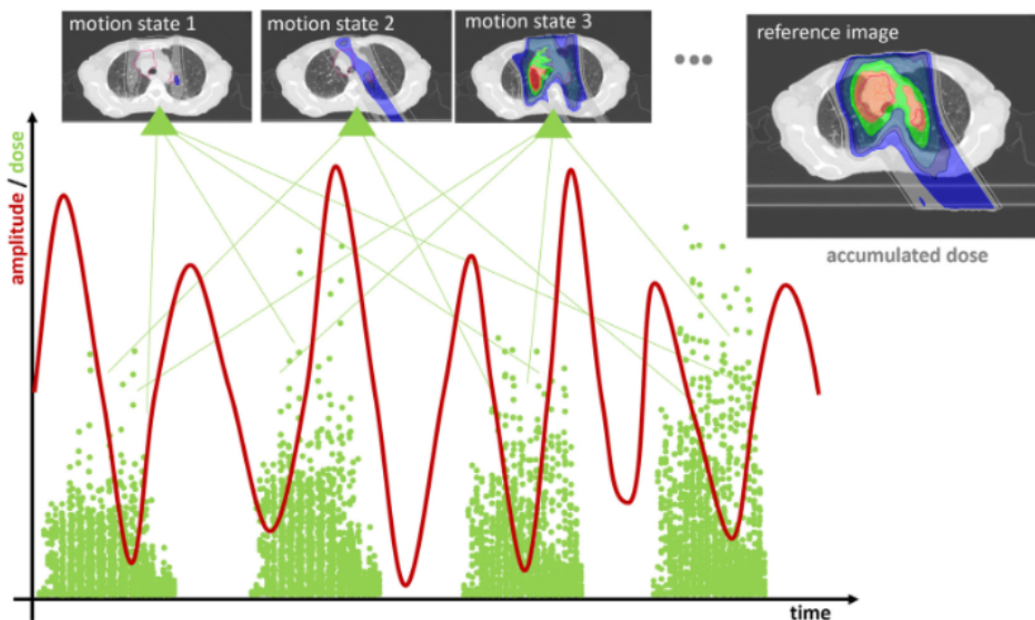 motion state 1
motion state 2
motion state 3
reference image
amplitude / dose
accumulated dose
time